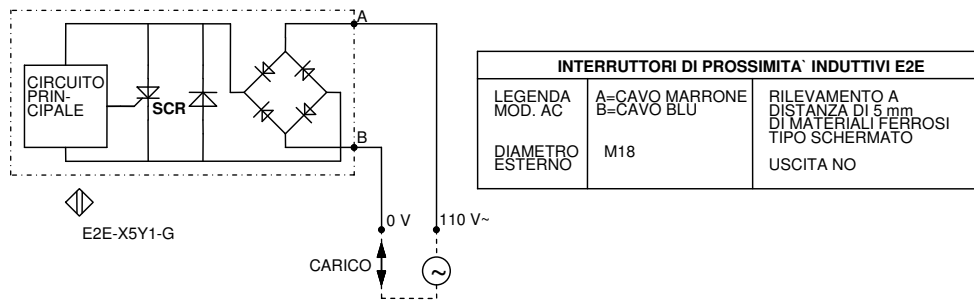 A
CIRCUITO
PRIN-
CIPALE
SCR
B
E2E-X5Y1-G
0 V
110 V~
CARICO
~
INTERRUTTORI DI PROSSIMITA` INDUTTIVI E2E
LEGENDA
MOD. AC
A=CAVO MARRONE
B=CAVO BLU
RILEVAMENTO A
DISTANZA DI 5 mm
DI MATERIALI FERROSI
TIPO SCHERMATO
DIAMETRO
ESTERNO
M18
USCITA NO